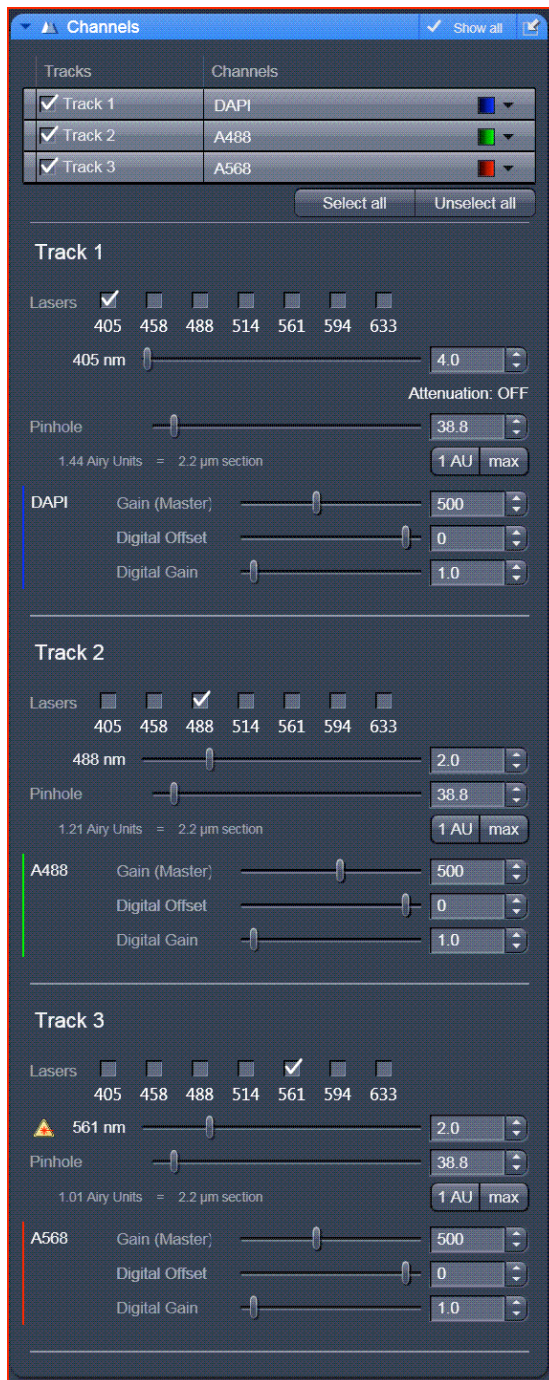 Channels Show all
Tracks Channels
Track 1 DAPI
Track 2 A488
Track 3 A568
Select all Unselect all
Track 1
Lasers
405 458 488 514 561 594 633
405 nm 4.0
Attenuation: OFF
Pinhole 38.8
1.44 Airy Units = 2.2 µm section 1 AU max
DAPI Gain (Master) 500
Digital Offset 0
Digital Gain 1.0
Track 2
Lasers
405 458 488 514 561 594 633
488 nm 2.0
Pinhole 38.8
1.21 Airy Units = 2.2 µm section 1 AU max
A488 Gain (Master) 500
Digital Offset 0
Digital Gain 1.0
Track 3
Lasers
405 458 488 514 561 594 633
561 nm 2.0
Pinhole 38.8
1.01 Airy Units = 2.2 µm section 1 AU max
A568 Gain (Master) 500
Digital Offset 0
Digital Gain 1.0